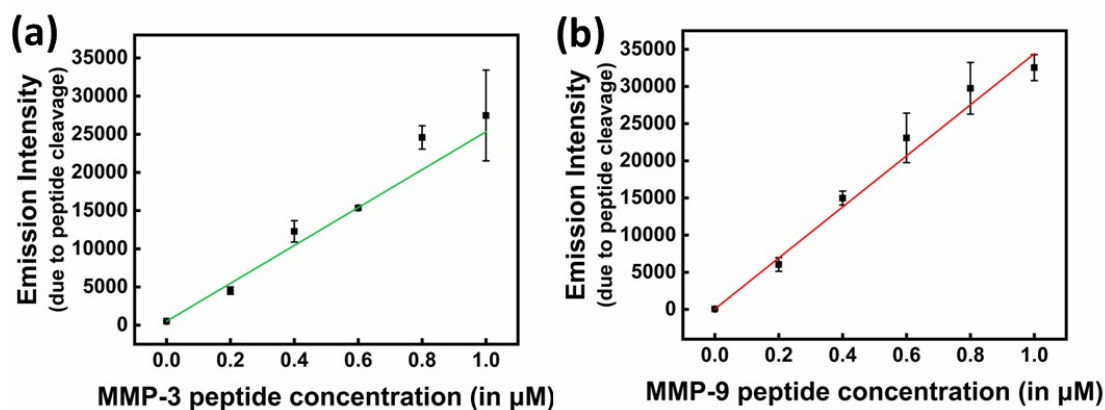 (a)
Emission Intensity
(due to peptide cleavage)
35000
30000
25000
20000
15000
10000
5000
0
0.0 0.2 0.4 0.6 0.8 1.0
MMP-3 peptide concentration (in µM)
(b)
Emission Intensity
(due to peptide cleavage)
35000
30000
25000
20000
15000
10000
5000
0
0.0 0.2 0.4 0.6 0.8 1.0
MMP-9 peptide concentration (in µM)